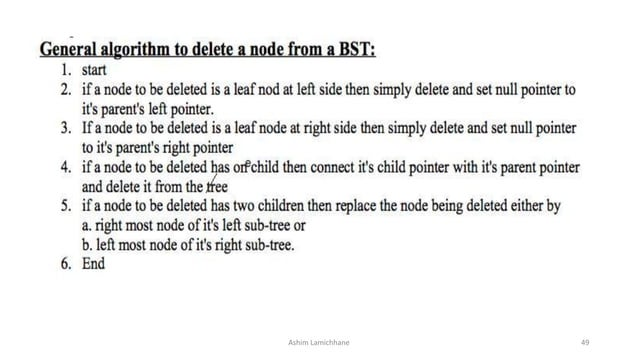 General algorithm to delete a node from a BST:
1. start
2. if a node to be deleted is a leaf nod at left side then simply delete and set null pointer to
it's parent's left pointer.
3. If a node to be deleted is a leaf node at right side then simply delete and set null pointer
to it's parent's right pointer
4. if a node to be deleted has child then connect it's child pointer with it's parent pointer
and delete it from the tree
5. if a node to be deleted has two children then replace the node being deleted either by
a. right most node of it's left sub-tree or
b. left most node of it's right sub-tree.
6. End
Ashim Lamichhane
49